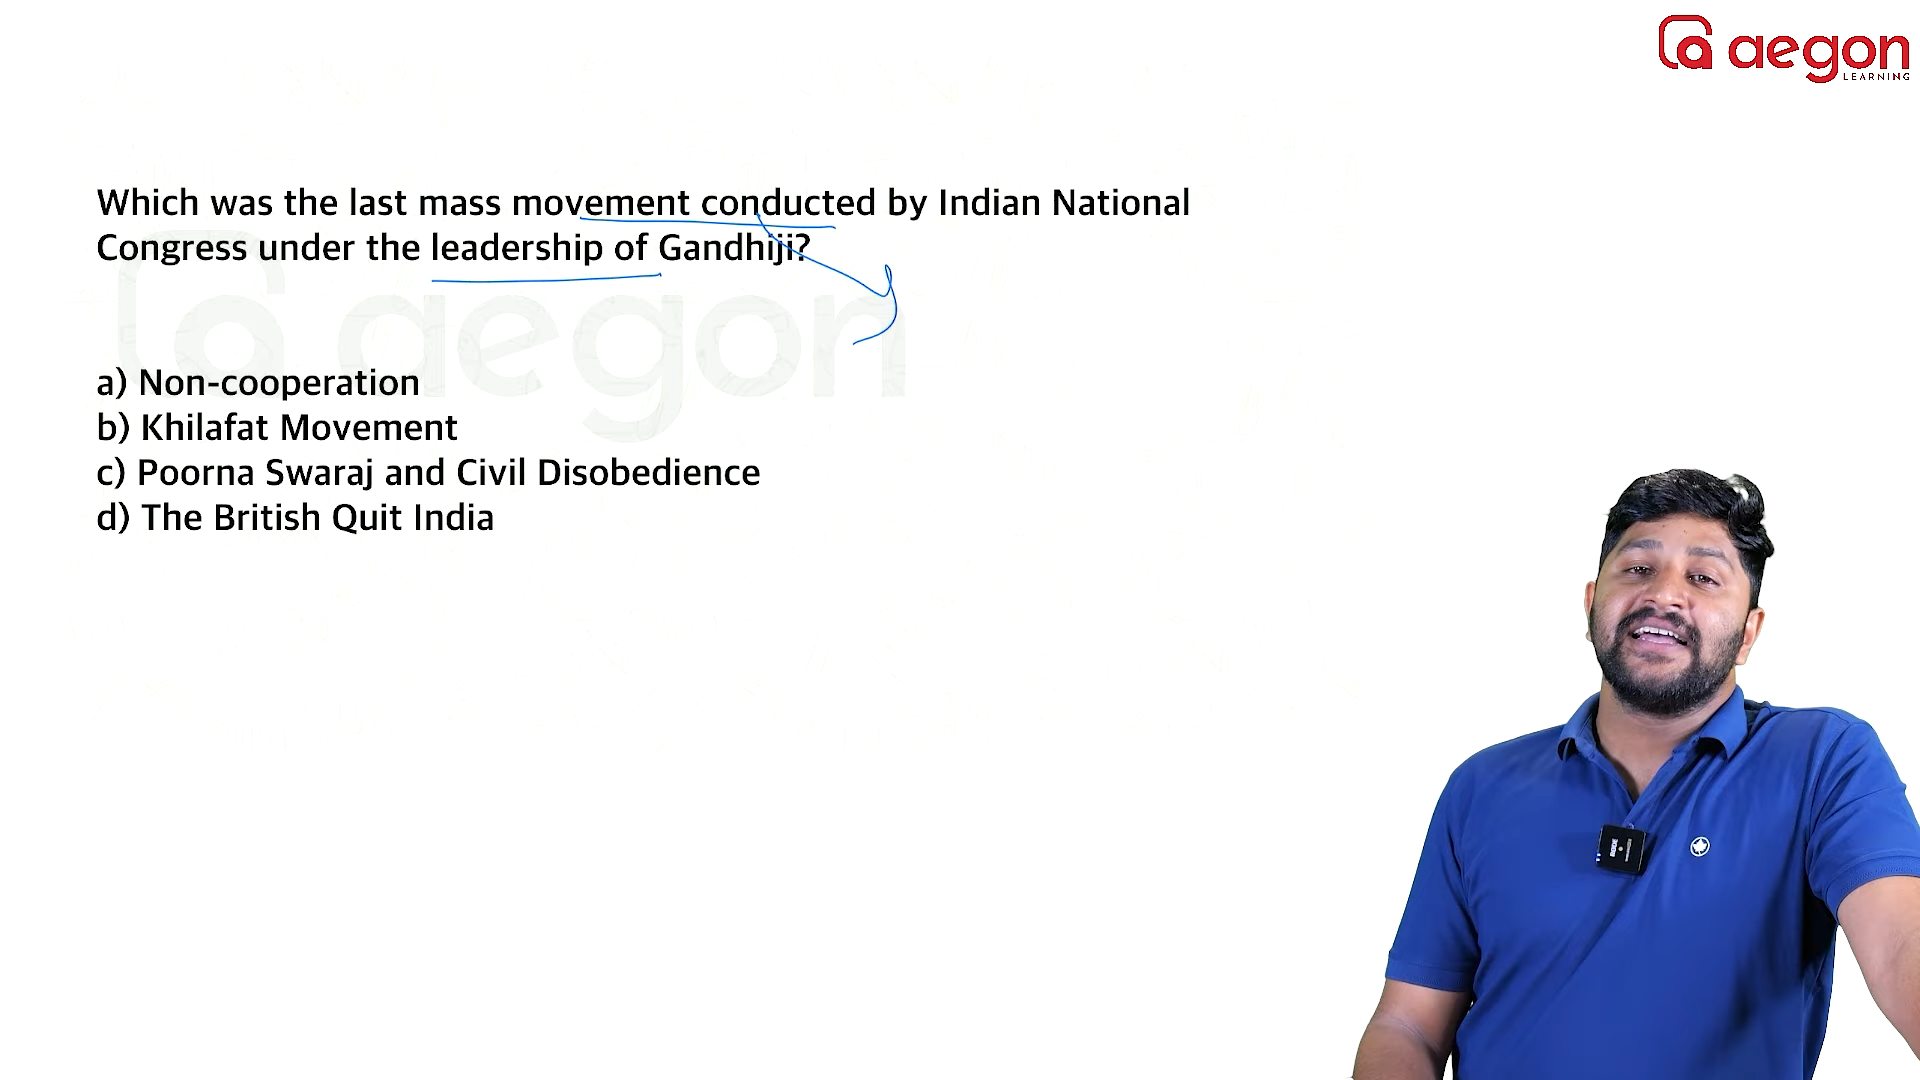 aegon
LEARNING
Which was the last mass movement conducted by Indian National
Congress under the leadership of Gandhiji?
aegon
a) Non-cooperation
b) Khilafat Movement
c) Poorna Swaraj and Civil Disobedience
d) The British Quit India